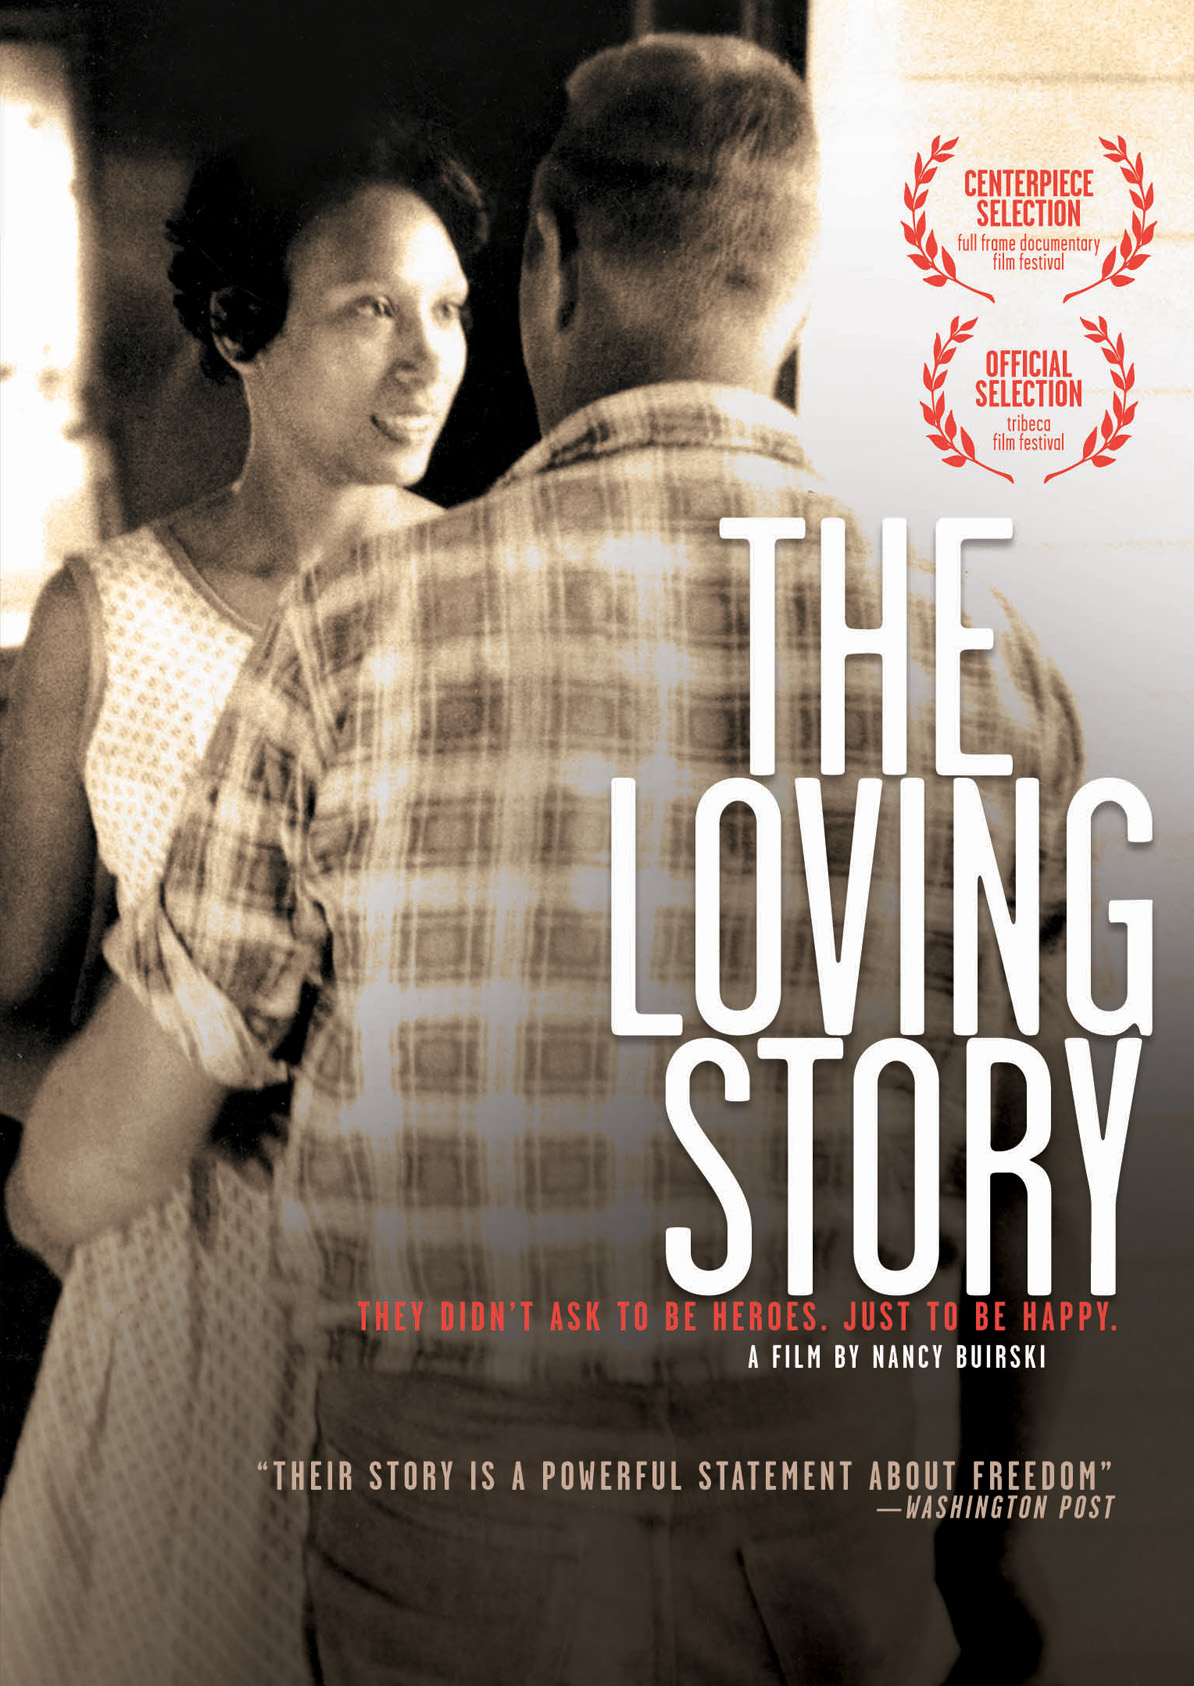 CENTERPIECE
SELECTION
full frame documentary
film festival
OFFICIAL
SELECTION
tribeca
film festival
THE
LOVING
STORY
THEY DIDN'T ASK TO BE HEROES. JUST TO BE HAPPY.
A FILM BY NANCY BUIRSKI
“THEIR STORY IS A POWERFUL STATEMENT ABOUT FREEDOM”
—WASHINGTON POST